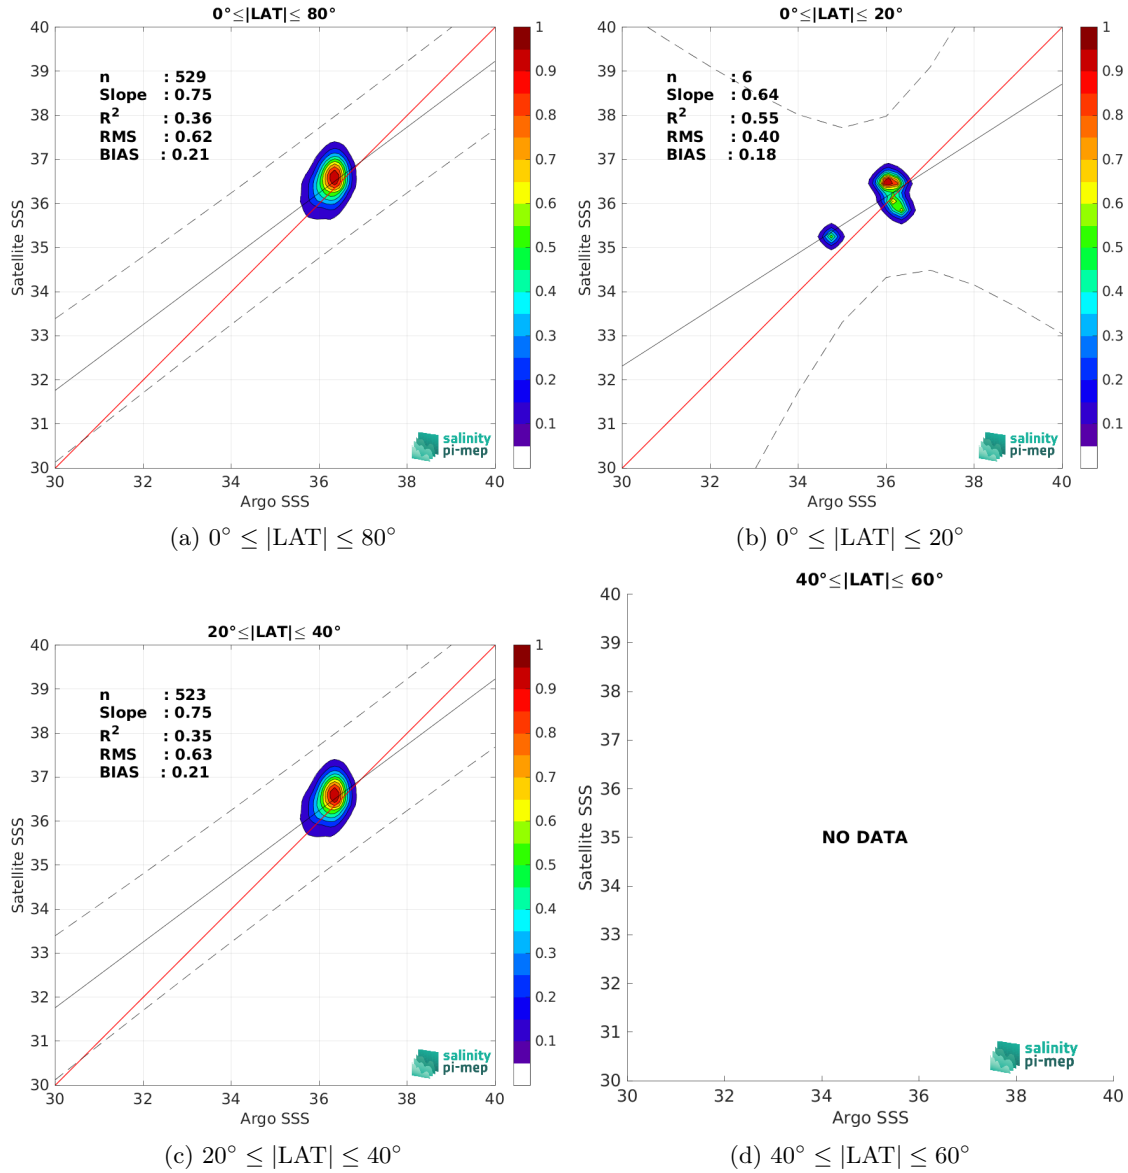 0°≤|LAT|≤ 80°
40
39
38
37
36
35
34
33
32
31
30
30 32 34 36 38 40
Satellite SSS
Argo SSS
n : 529
Slope : 0.75
R² : 0.36
RMS : 0.62
BIAS : 0.21
salinity
pi-mep
1
0.9
0.8
0.7
0.6
0.5
0.4
0.3
0.2
0.1
(a) 0° ≤ |LAT| ≤ 80°
0°≤|LAT|≤ 20°
40
39
38
37
36
35
34
33
32
31
30
30 32 34 36 38 40
Satellite SSS
Argo SSS
n : 6
Slope : 0.64
R² : 0.55
RMS : 0.40
BIAS : 0.18
salinity
pi-mep
1
0.9
0.8
0.7
0.6
0.5
0.4
0.3
0.2
0.1
(b) 0° ≤ |LAT| ≤ 20°
20°≤|LAT|≤ 40°
40
39
38
37
36
35
34
33
32
31
30
30 32 34 36 38 40
Satellite SSS
Argo SSS
n : 523
Slope : 0.75
R² : 0.35
RMS : 0.63
BIAS : 0.21
salinity
pi-mep
1
0.9
0.8
0.7
0.6
0.5
0.4
0.3
0.2
0.1
(c) 20° ≤ |LAT| ≤ 40°
40°≤|LAT|≤ 60°
40
39
38
37
36
35
34
33
32
31
30
30 32 34 36 38 40
Satellite SSS
Argo SSS
NO DATA
salinity
pi-mep
(d) 40° ≤ |LAT| ≤ 60°